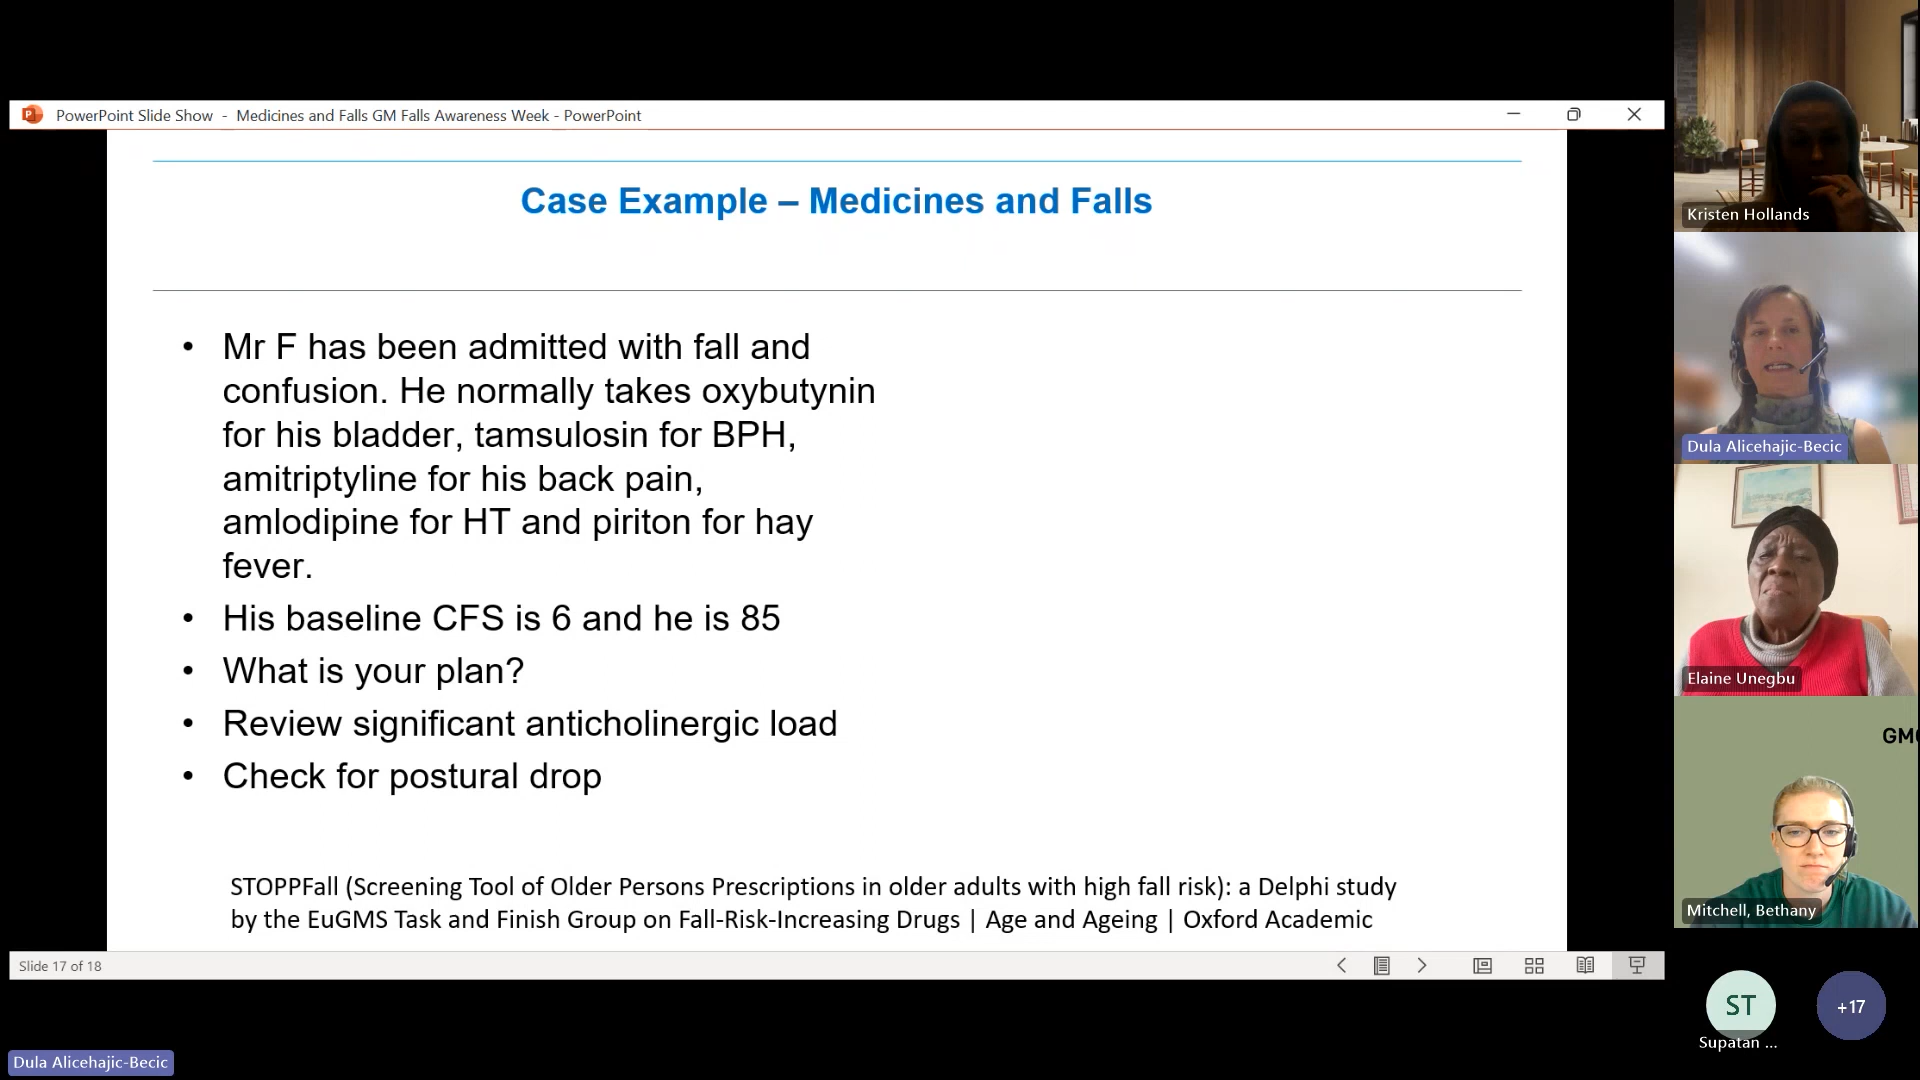 PowerPoint Slide Show - Medicines and Falls GM Falls Awareness Week - PowerPoint
Case Example – Medicines and Falls
• Mr F has been admitted with fall and
confusion. He normally takes oxybutynin
for his bladder, tamsulosin for BPH,
amitriptyline for his back pain,
amlodipine for HT and piriton for hay
fever.
• His baseline CFS is 6 and he is 85
• What is your plan?
• Review significant anticholinergic load
• Check for postural drop
STOPPFall (Screening Tool of Older Persons Prescriptions in older adults with high fall risk): a Delphi study
by the EuGMS Task and Finish Group on Fall-Risk-Increasing Drugs | Age and Ageing | Oxford Academic
Slide 17 of 18
Kristen Hollands
Dula Alicehajic-Becic
Elaine Unegbu
GM
Mitchell, Bethany
ST
+17
Supatan ...
Dula Alicehajic-Becic